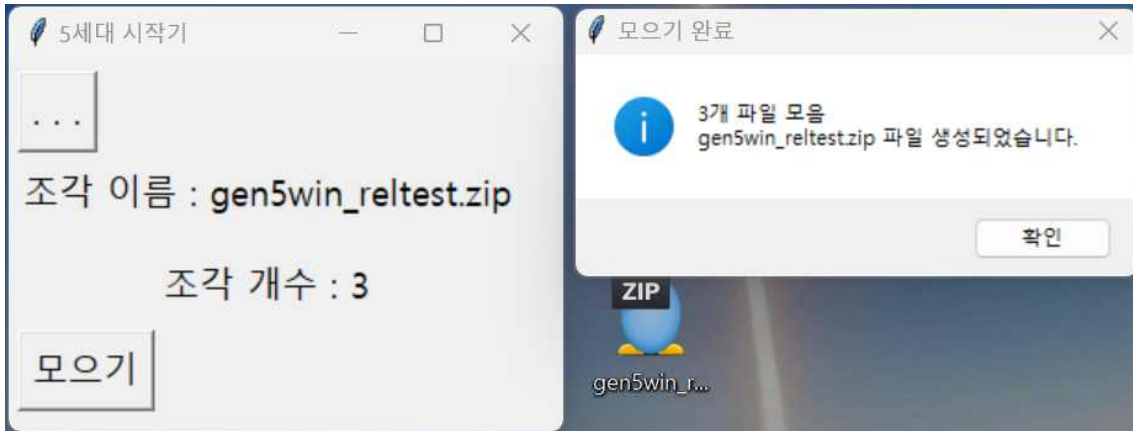 5세대 시작기
...
조각 이름 : gen5win_reltest.zip
조각 개수 : 3
모으기
모으기 완료
3개 파일 모음
gen5win_reltest.zip 파일 생성되었습니다.
확인
ZIP
gen5win_r...